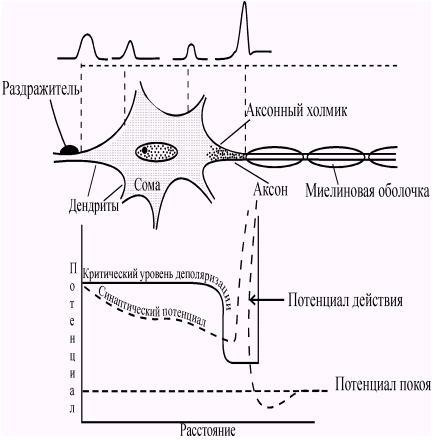 Раздражитель
Аксонный холмик
Сома
Дендриты
Аксон
Миелиновая оболочка
Критический уровень деполяризации
Синаптический потенциал
Потенциал действия
Потенциал покоя
Потенциал
Расстояние